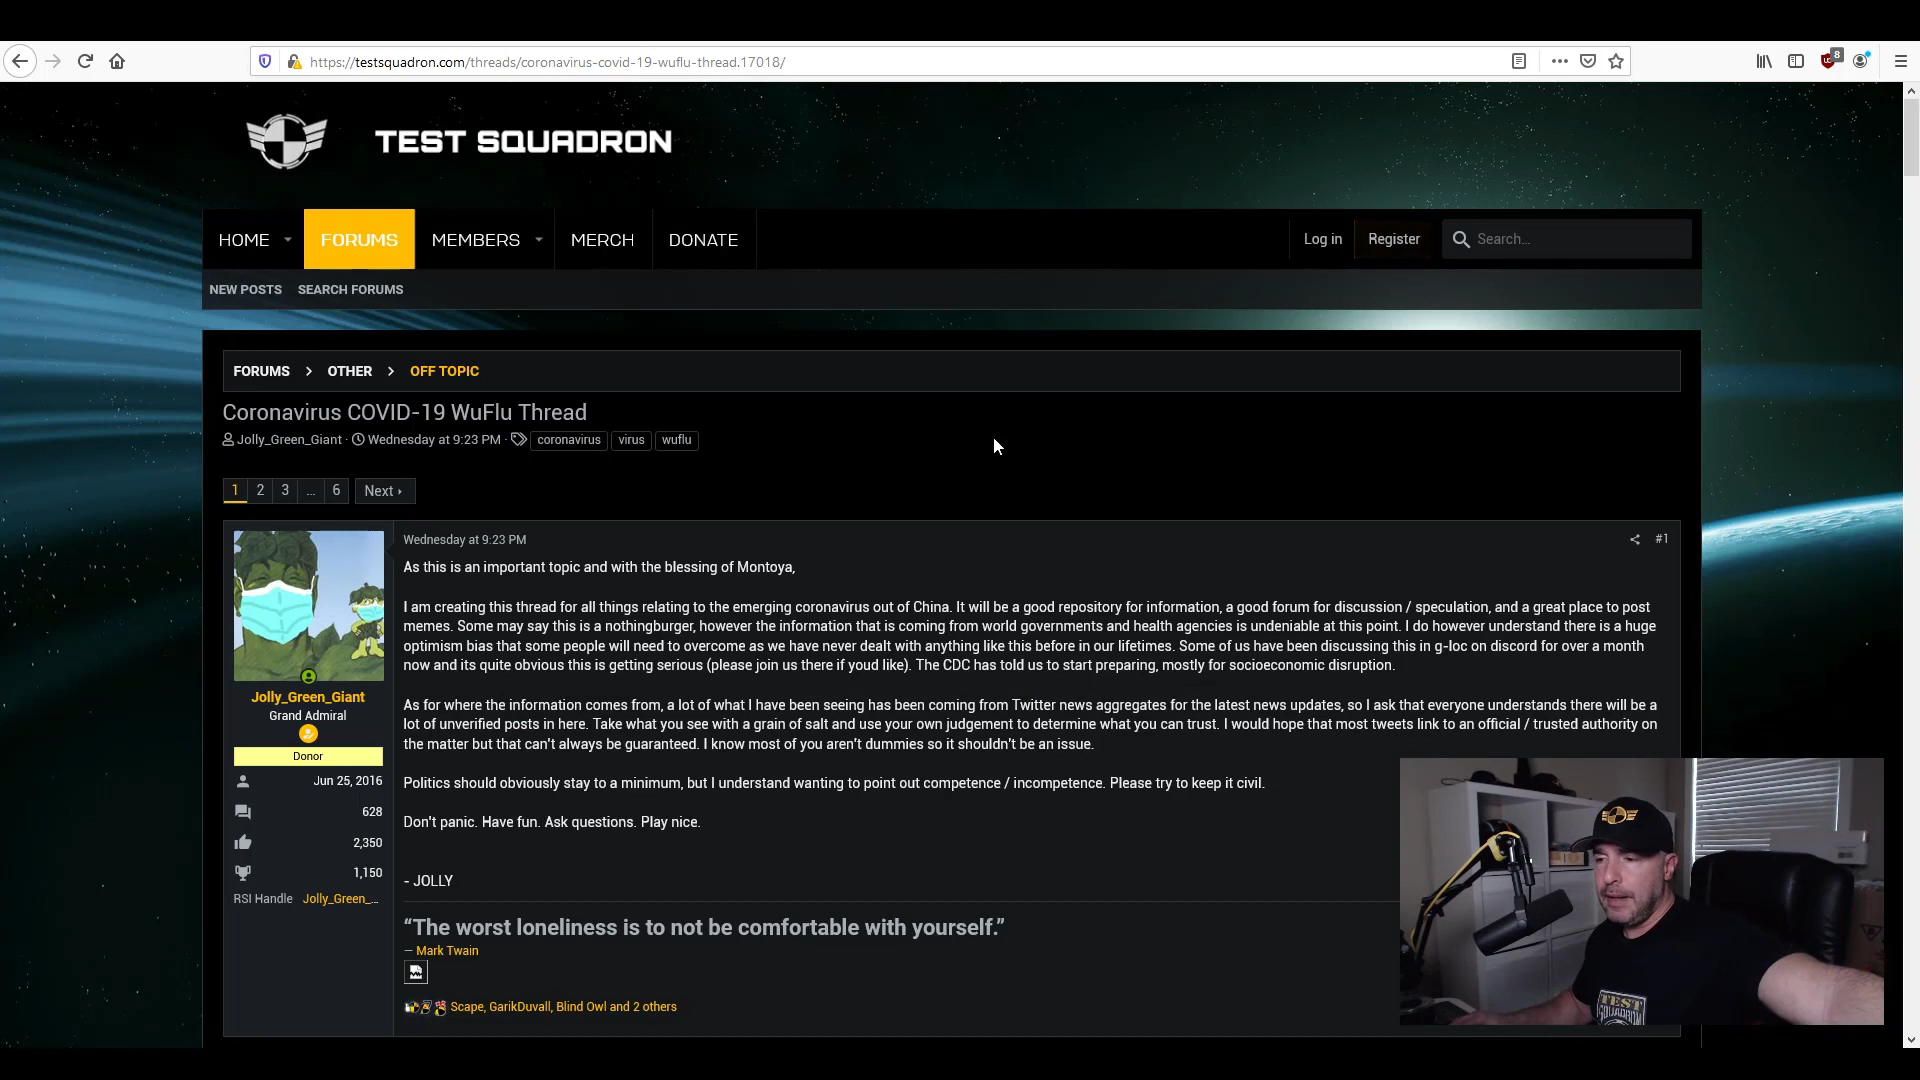 8
https://testsquadron.com/threads/coronavirus-covid-19-wuflu-thread.17018/
TEST SQUADRON
HOME FORUMS MEMBERS MERCH DONATE Log in Register Search...
NEW POSTS SEARCH FORUMS
FORUMS OTHER OFF TOPIC
Coronavirus COVID-19 WuFlu Thread
Jolly_Green_Giant · Wednesday at 9:23 PM · coronavirus virus wuflu
1 2 3 ... 6 Next
Wednesday at 9:23 PM #1
As this is an important topic and with the blessing of Montoya,
I am creating this thread for all things relating to the emerging coronavirus out of China. It will be a good repository for information, a good forum for discussion / speculation, and a great place to post
memes. Some may say this is a nothingburger, however the information that is coming from world governments and health agencies is undeniable at this point. I do however understand there is a huge
optimism bias that some people will need to overcome as we have never dealt with anything like this before in our lifetimes. Some of us have been discussing this in g-loc on discord for over a month
now and its quite obvious this is getting serious (please join us there if youd like). The CDC has told us to start preparing, mostly for socioeconomic disruption.
As for where the information comes from, a lot of what I have been seeing has been coming from Twitter news aggregates for the latest news updates, so I ask that everyone understands there will be a
lot of unverified posts in here. Take what you see with a grain of salt and use your own judgement to determine what you can trust. I would hope that most tweets link to an official / trusted authority on
the matter but that can't always be guaranteed. I know most of you aren't dummies so it shouldn't be an issue.
Politics should obviously stay to a minimum, but I understand wanting to point out competence / incompetence. Please try to keep it civil.
Don't panic. Have fun. Ask questions. Play nice.
- JOLLY
“The worst loneliness is to not be comfortable with yourself.”
— Mark Twain
Scape, GarikDuvall, Blind Owl and 2 others
Jolly_Green_Giant
Grand Admiral
Donor
Jun 25, 2016
628
2,350
1,150
RSI Handle Jolly_Green_...
TEST
SQUADRON